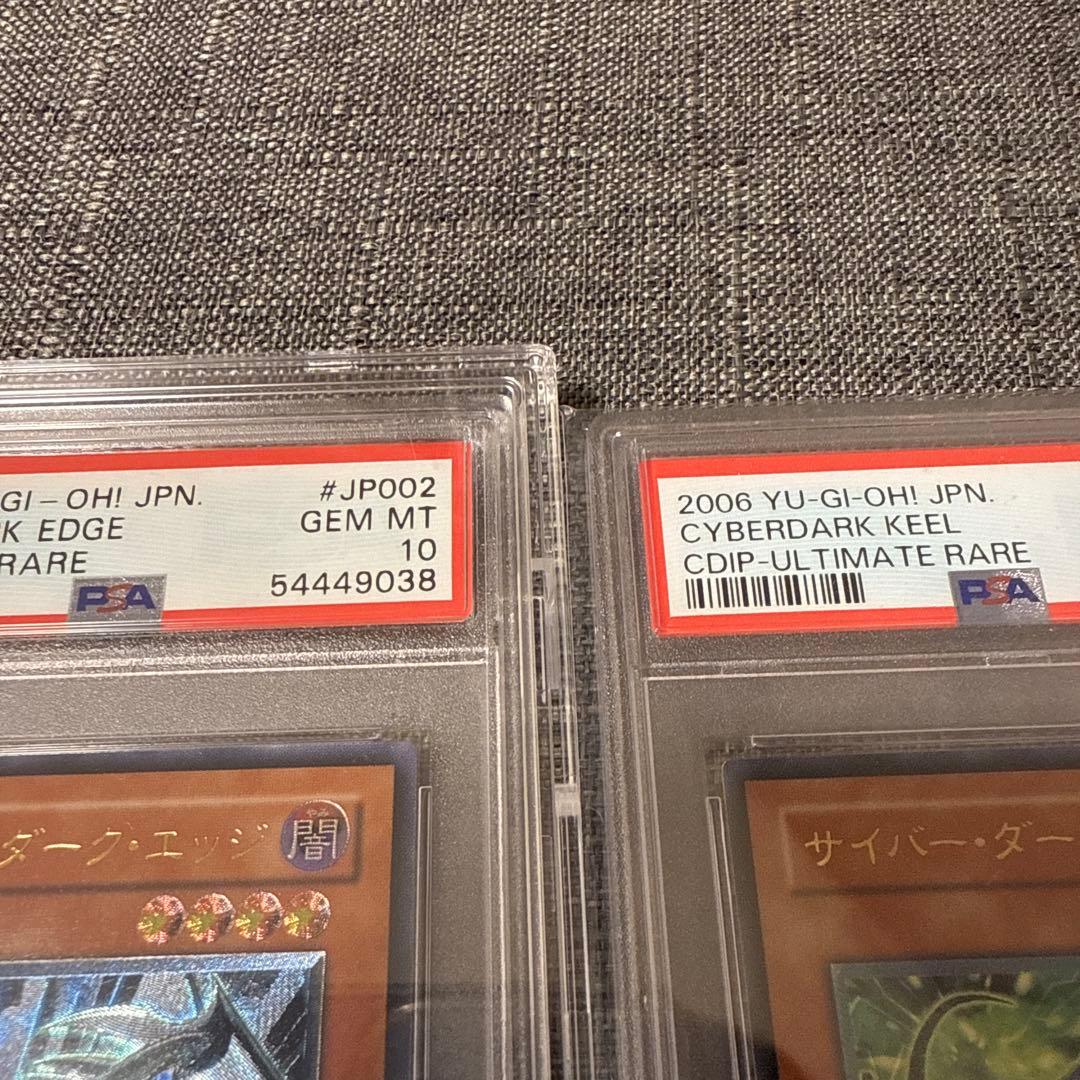 GI-OH! JPN. #JP002
K EDGE GEM MT
RARE 10
54449038
PSA
ダーク・エッジ 闇
2006 YU-GI-OH! JPN.
CYBERDARK KEEL
CDIP-ULTIMATE RARE
PSA
サイバー・ダー